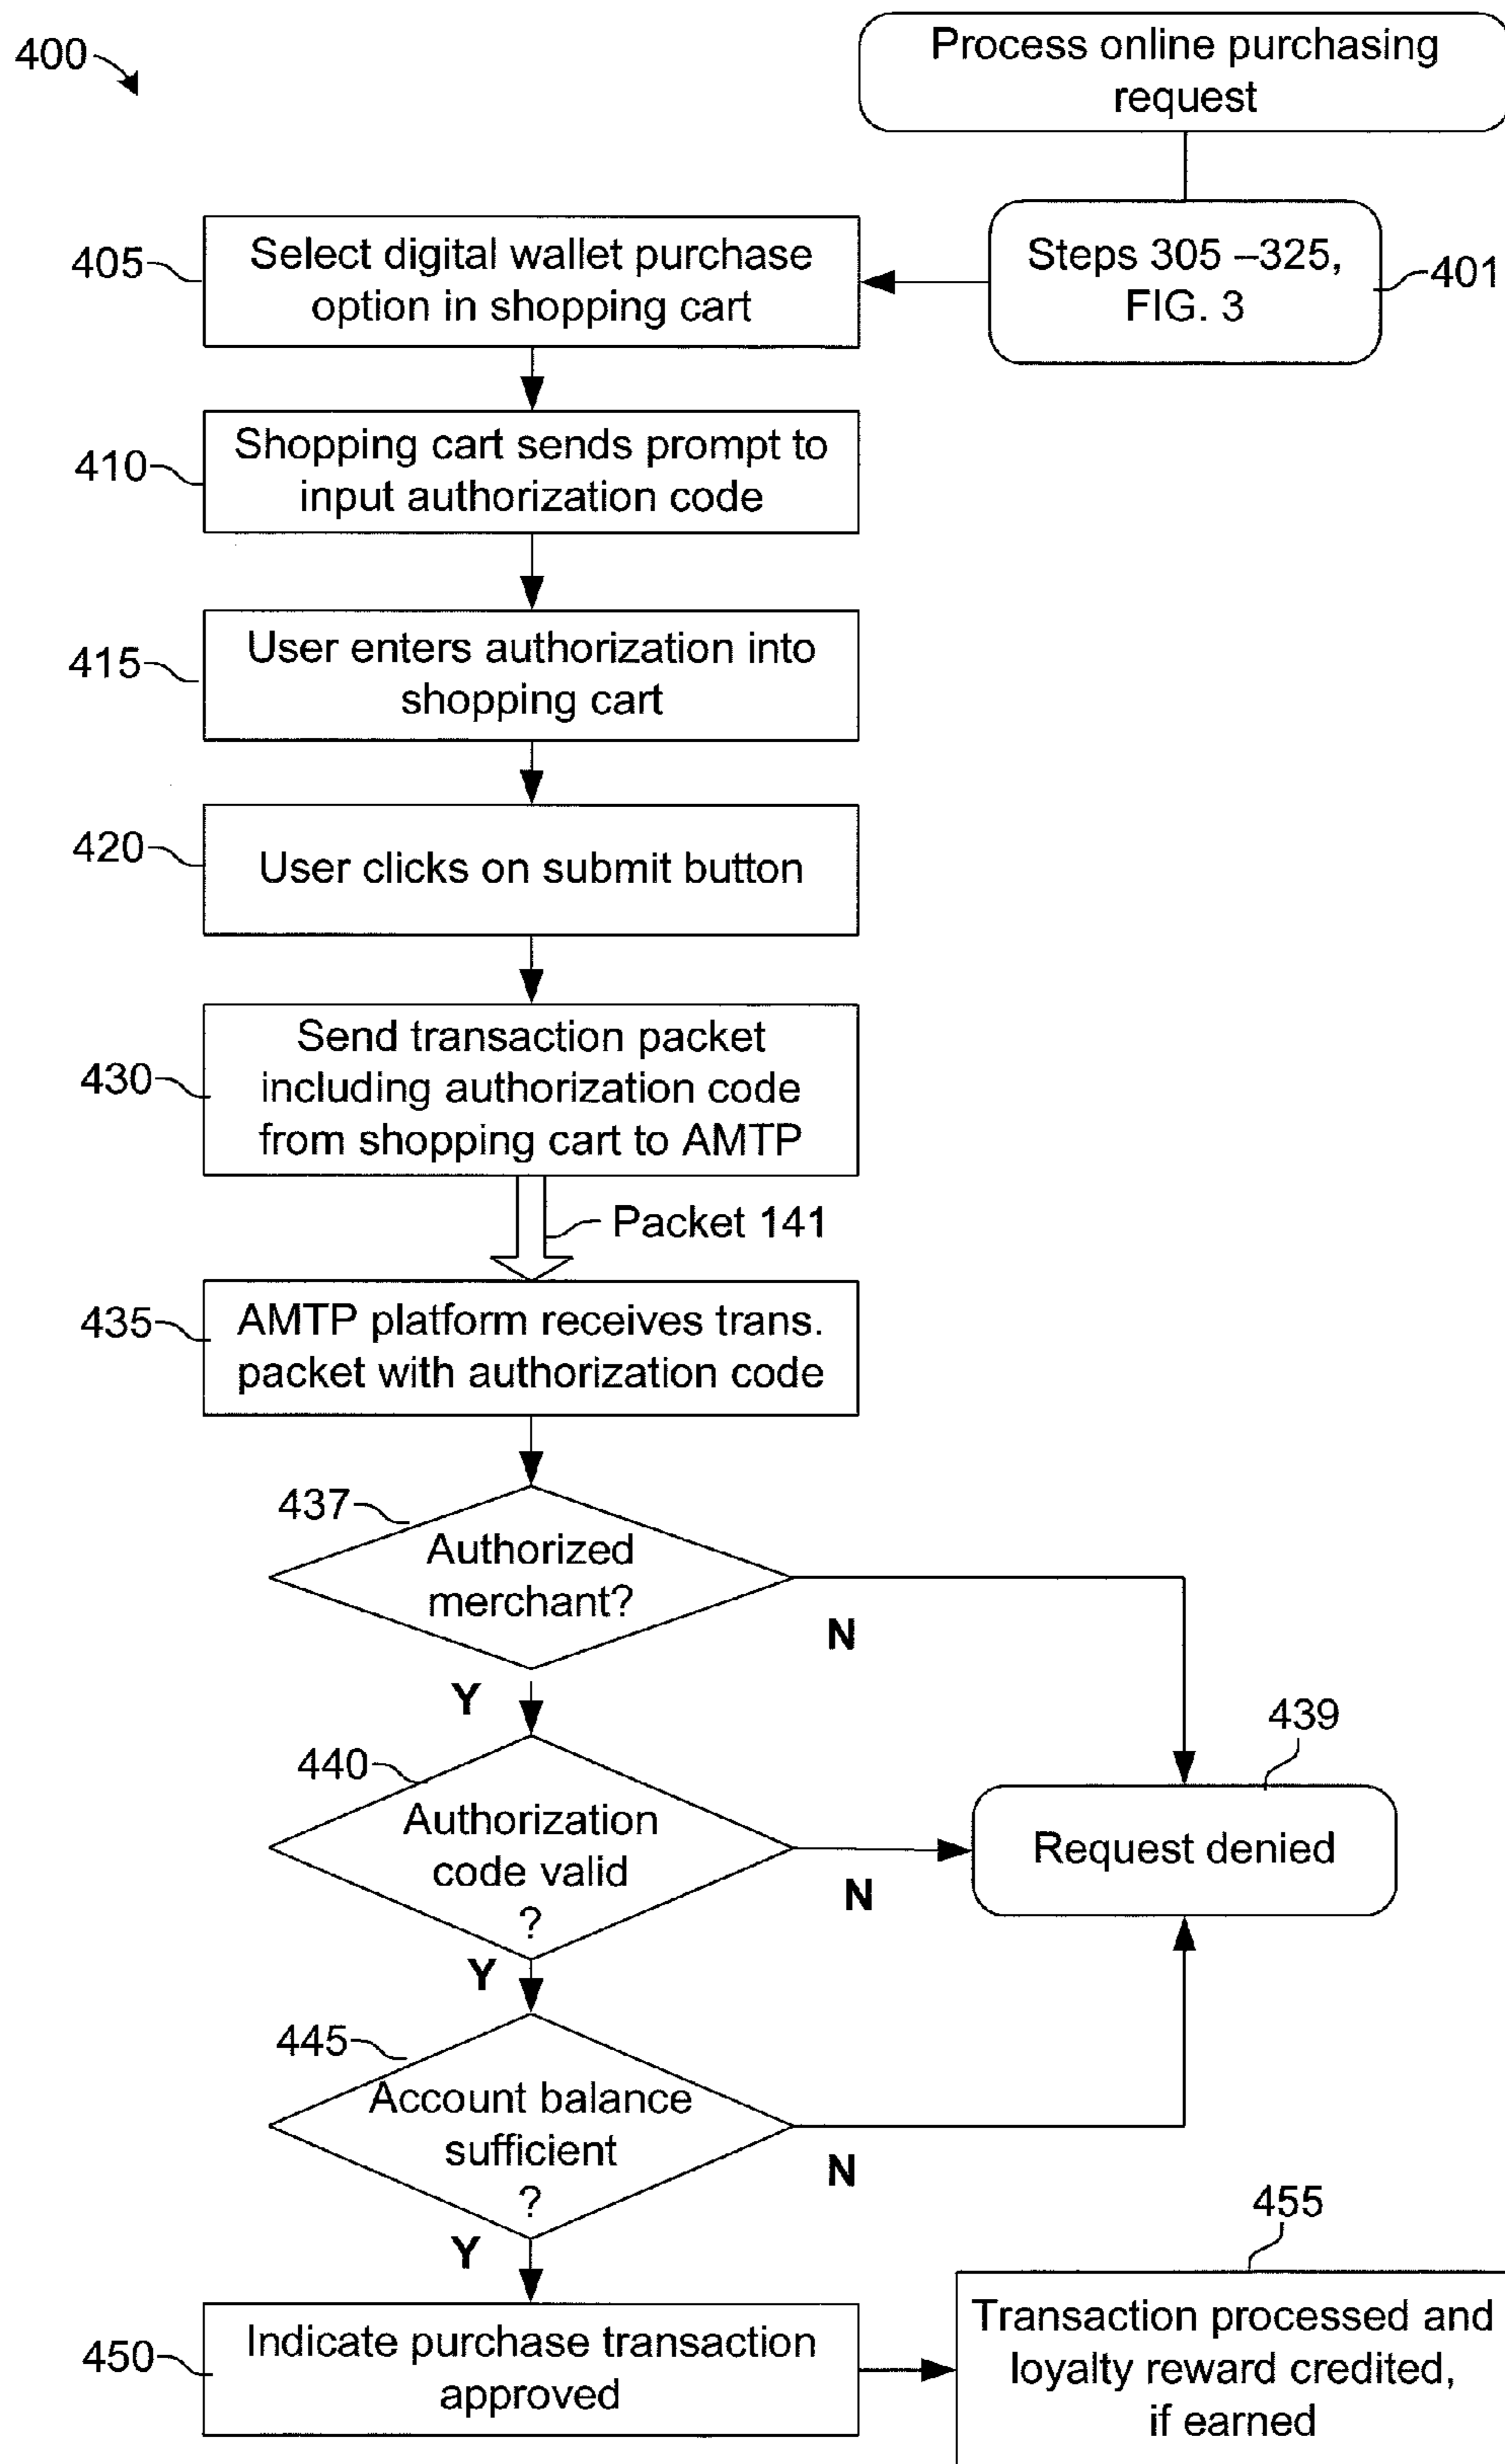 400
Process online purchasing
request
Steps 305 –325,
FIG. 3
401
405
Select digital wallet purchase
option in shopping cart
410
Shopping cart sends prompt to
input authorization code
415
User enters authorization into
shopping cart
420
User clicks on submit button
430
Send transaction packet
including authorization code
from shopping cart to AMTP
Packet 141
435
AMTP platform receives trans.
packet with authorization code
437
Authorized
merchant?
N
Y
439
Request denied
440
Authorization
code valid
?
N
Y
445
Account balance
sufficient
?
N
Y
450
Indicate purchase transaction
approved
455
Transaction processed and
loyalty reward credited,
if earned